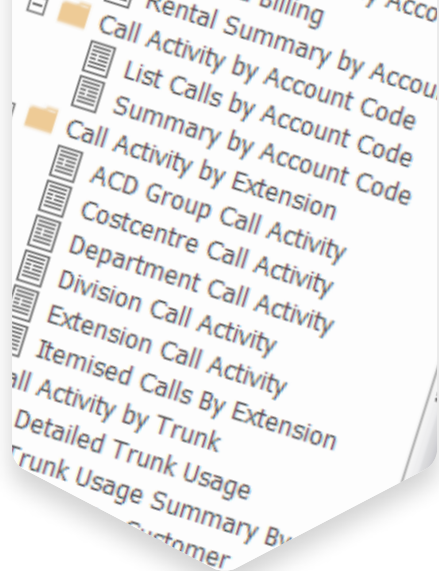 Billing
Rental Summary by
Call Activity by Account Code
List Calls by Account Code
Summary by Account Code
Call Activity by Extension
ACD Group Call Activity
Costcentre Call Activity
Department Call Activity
Division Call Activity
Extension Call Activity
Itemised Calls By Extension
Activity by Trunk
Detailed Trunk Usage
Trunk Usage Summary By
Customer